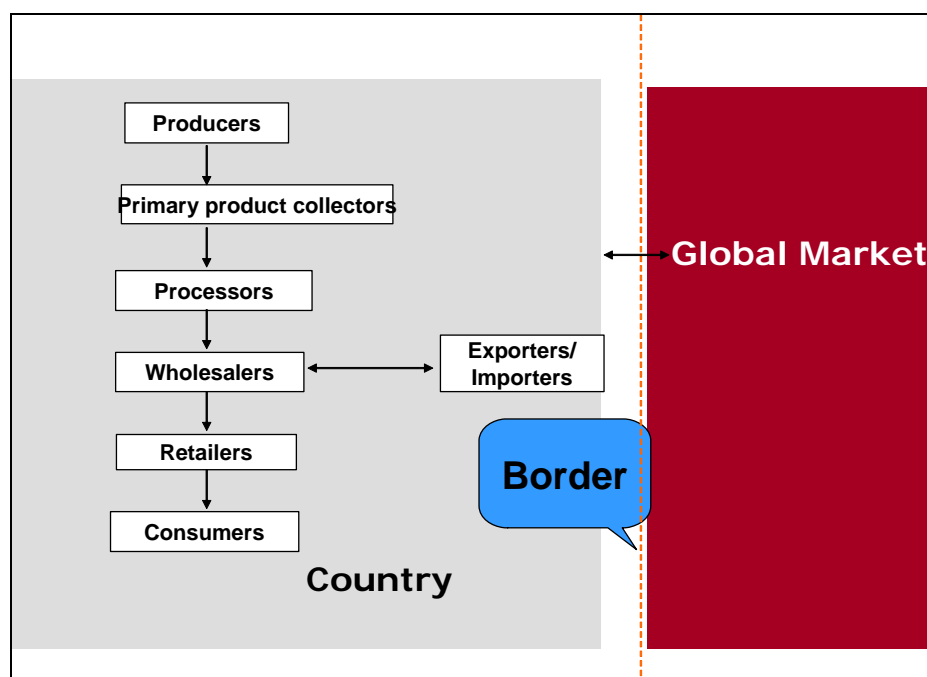 Producers
Primary product collectors
Global Market
Processors
Exporters/
Importers
Wholesalers
Retailers
Border
Consumers
Country